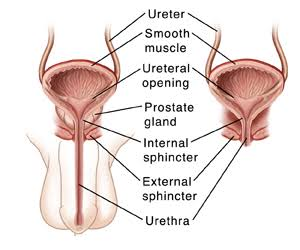 Ureter
Smooth
muscle
Ureteral
opening
Prostate
gland
Internal
sphincter
External
sphincter
Urethra